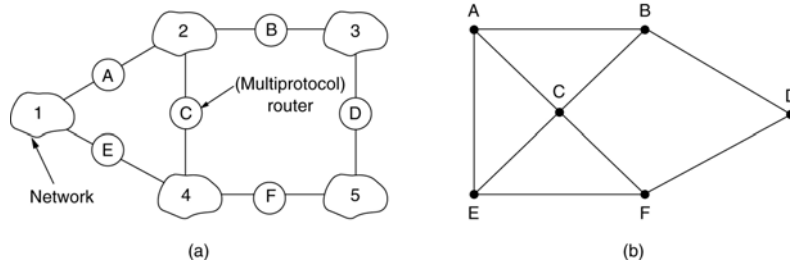 2
B
3
A
(Multiprotocol)
router
1
C
D
E
Network
4
F
5
(a)
A
B
C
D
E
F
(b)